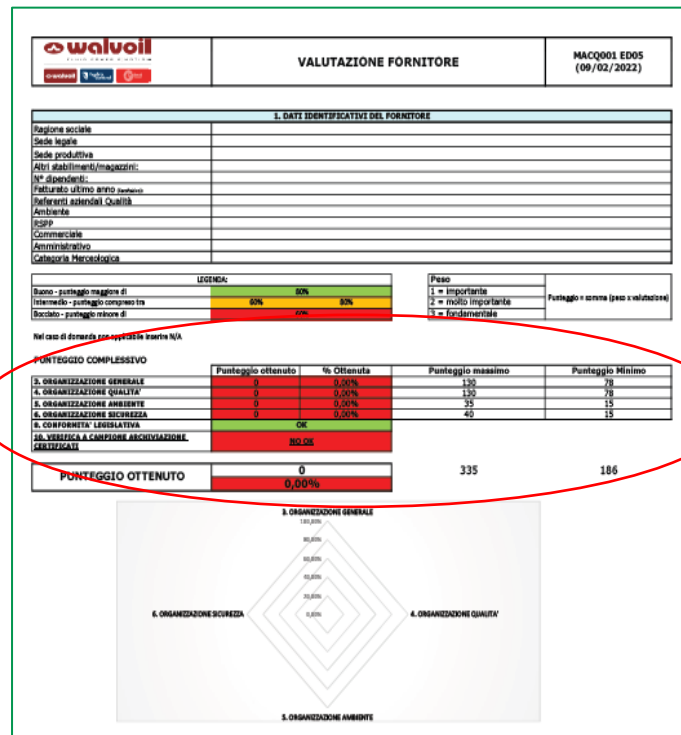 walvoil
FLUID POWER E-MOTION
VALUTAZIONE FORNITORE
MACQ001 ED05
(09/02/2022)
walvoil
1. DATI IDENTIFICATIVI DEL FORNITORE
Ragione sociale
Sede legale
Sede produttiva
Altri stabilimenti/magazzini:
N° dipendenti:
Fatturato ultimo anno
Referenti aziendali Qualità
Ambiente
RSPP
Commerciale
Amministrativo
Categoria Merceologica
LEGENDA:
Buono - punteggio maggiore di 80%
Intermedio - punteggio compreso tra 60% 80%
Bocciato - punteggio minore di 60%
Peso
1 = importante
2 = molto importante
3 = fondamentale
Punteggio = somma (peso x valutazione)
Nel caso di domande non applicabile inserire N/A
PUNTEGGIO COMPLESSIVO
Punteggio ottenuto % Ottenuta Punteggio massimo Punteggio Minimo
3. ORGANIZZAZIONE GENERALE 0 0,00% 130 78
4. ORGANIZZAZIONE QUALITA' 0 0,00% 130 78
5. ORGANIZZAZIONE AMBIENTE 0 0,00% 35 15
6. ORGANIZZAZIONE SICUREZZA 0 0,00% 40 15
8. CONFORMITA' LEGISLATIVA OK
10. VERIFICA A CAMPIONE ARCHIVIAZIONE
CERTIFICATI
NO OK
PUNTEGGIO OTTENUTO 0 335 186
0,00%
3. ORGANIZZAZIONE GENERALE
100,00%
80,00%
60,00%
40,00%
20,00%
0,00%
6. ORGANIZZAZIONE SICUREZZA
4. ORGANIZZAZIONE QUALITA'
5. ORGANIZZAZIONE AMBIENTE